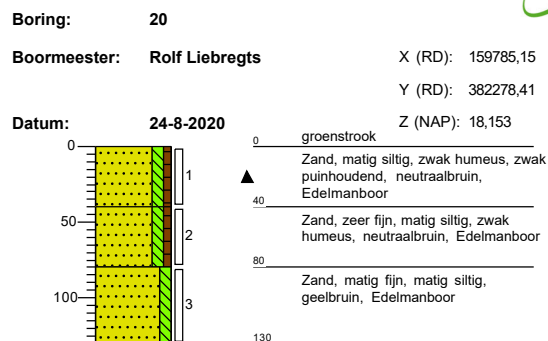 Boring: 20
Boormeester: Rolf Liebregts
X (RD): 159785,15
Y (RD): 382278,41
Datum: 24-8-2020
Z (NAP): 18,153
0
0
groenstrook
Zand, matig siltig, zwak humeus, zwak
puinhoudend, neutraalbruin,
Edelmanboor
1
40
50
2
Zand, zeer fijn, matig siltig, zwak
humeus, neutraalbruin, Edelmanboor
80
Zand, matig fijn, matig siltig,
geelbruin, Edelmanboor
100
3
130